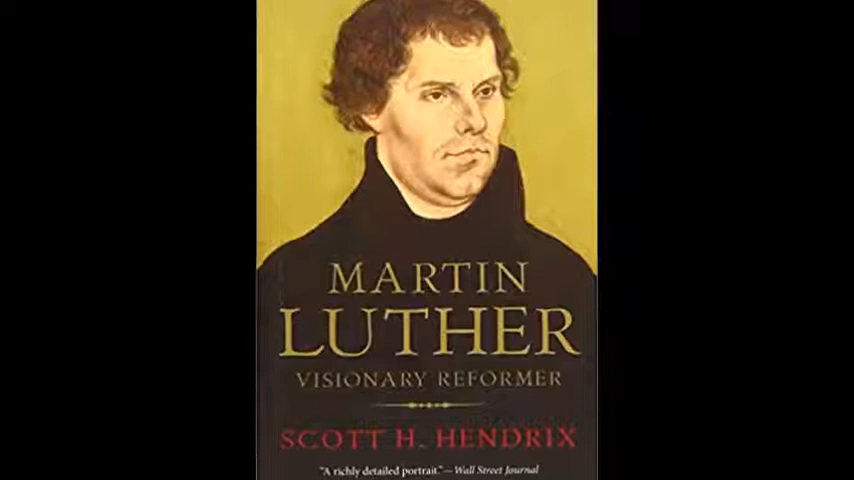 MARTIN
LUTHER
VISIONARY REFORMER
SCOTT H. HENDRIX
"A richly detailed portrait."—Wall Street Journal